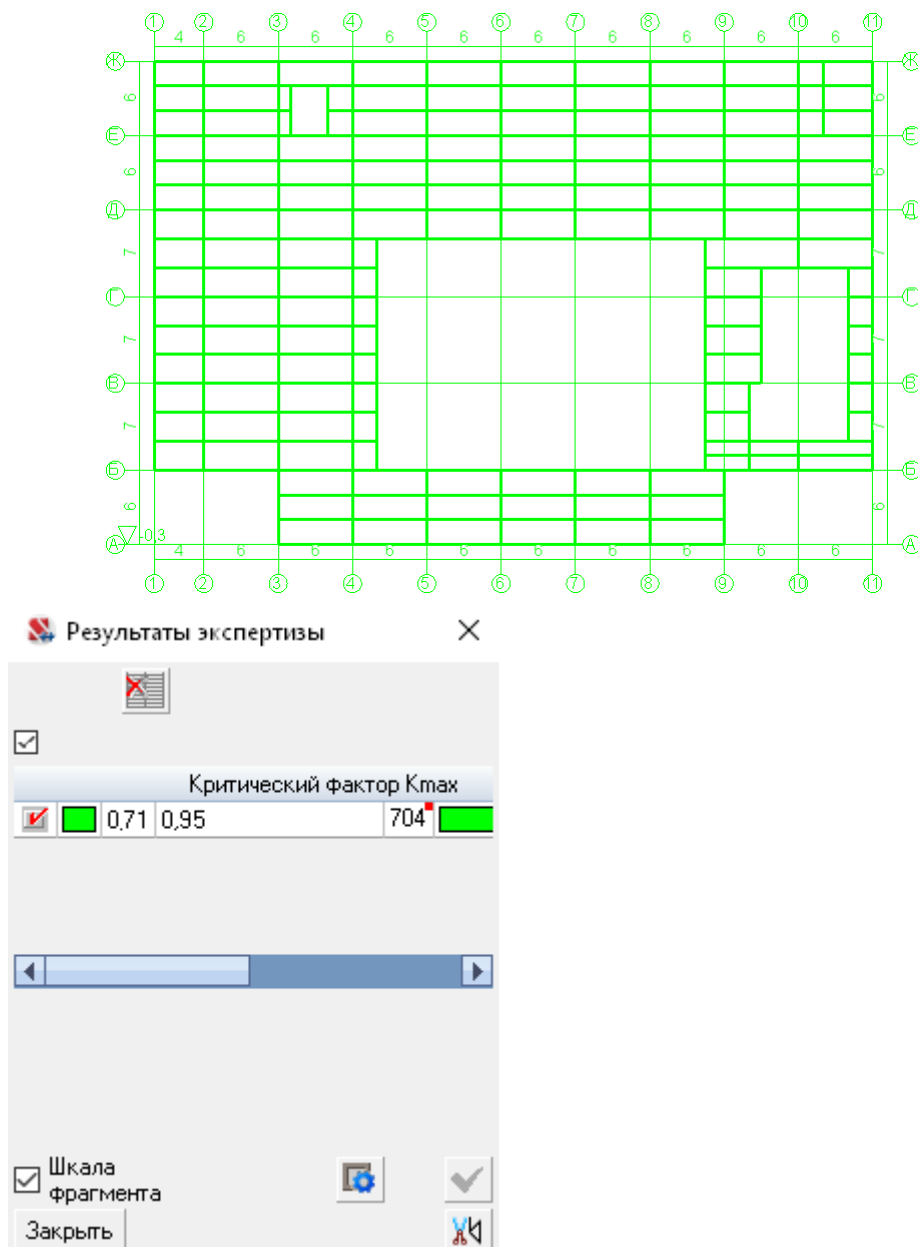 1 2 3 4 5 6 7 8 9 10 11
4 6 6 6 6 6 6 6 6 6
Ж Ж
6 6
Е Е
6 6
Д Д
7 7
Г Г
7 7
В В
7 7
Б Б
6 6
-0,3
А А
4 6 6 6 6 6 6 6 6 6
1 2 3 4 5 6 7 8 9 10 11
Результаты экспертизы
Критический фактор Kmax
0,71 0,95 704
Шкала
фрагмента
Закрыть